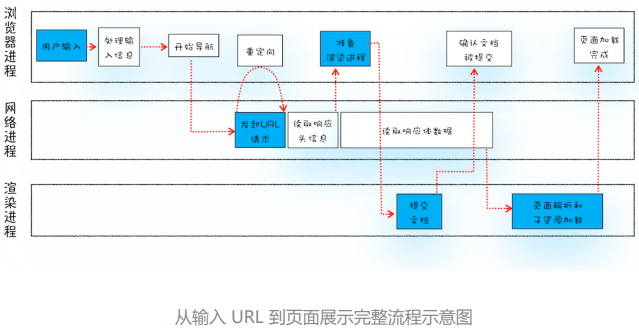 浏览器进程
用户输入
处理输
入信息
开始导航
重定向
准备
渲染进程
确认文档
被提交
页面加载
完成
网络进程
发起URL
请求
读取响应
头信息
读取响应体数据
渲染进程
提交
文档
页面解析和
子资源加载
从输入 URL 到页面展示完整流程示意图